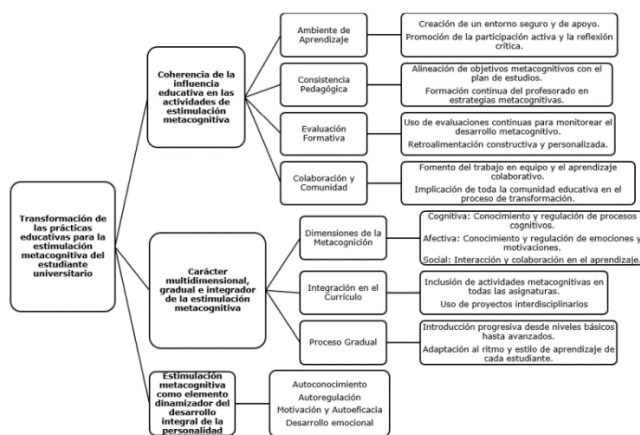 Transformación de
las prácticas
educativas para la
estimulación
metacognitiva del
estudiante
universitario
Coherencia de la
influencia
educativa en las
actividades de
estimulación
metacognitiva
Ambiente de
Aprendizaje
Creación de un entorno seguro y de apoyo.
Promoción de la participación activa y la reflexión
crítica.
Consistencia
Pedagógica
Alineación de objetivos metacognitivos con el
plan de estudios.
Formación continua del profesorado en
estrategias metacognitivas.
Evaluación
Formativa
Uso de evaluaciones continuas para monitorear el
desarrollo metacognitivo.
Retroalimentación constructiva y personalizada.
Colaboración y
Comunidad
Fomento del trabajo en equipo y el aprendizaje
colaborativo.
Implicación de toda la comunidad educativa en el
proceso de transformación.
Carácter
multidimensional,
gradual e integrador
de la estimulación
metacognitiva
Dimensiones de la
Metacognición
Cognitiva: Conocimiento y regulación de procesos
cognitivos.
Afectiva: Conocimiento y regulación de emociones y
motivaciones.
Social: Interacción y colaboración en el aprendizaje.
Integración en el
Currículo
Inclusión de actividades metacognitivas en
todas las asignaturas.
Uso de proyectos interdisciplinarios
Proceso Gradual
Introducción progresiva desde niveles básicos
hasta avanzados.
Adaptación al ritmo y estilo de aprendizaje de
cada estudiante.
Estimulación
metacognitiva
como elemento
dinamizador del
desarrollo
integral de la
personalidad
Autoconocimiento
Autoregulación
Motivación y Autoeficacia
Desarrollo emocional